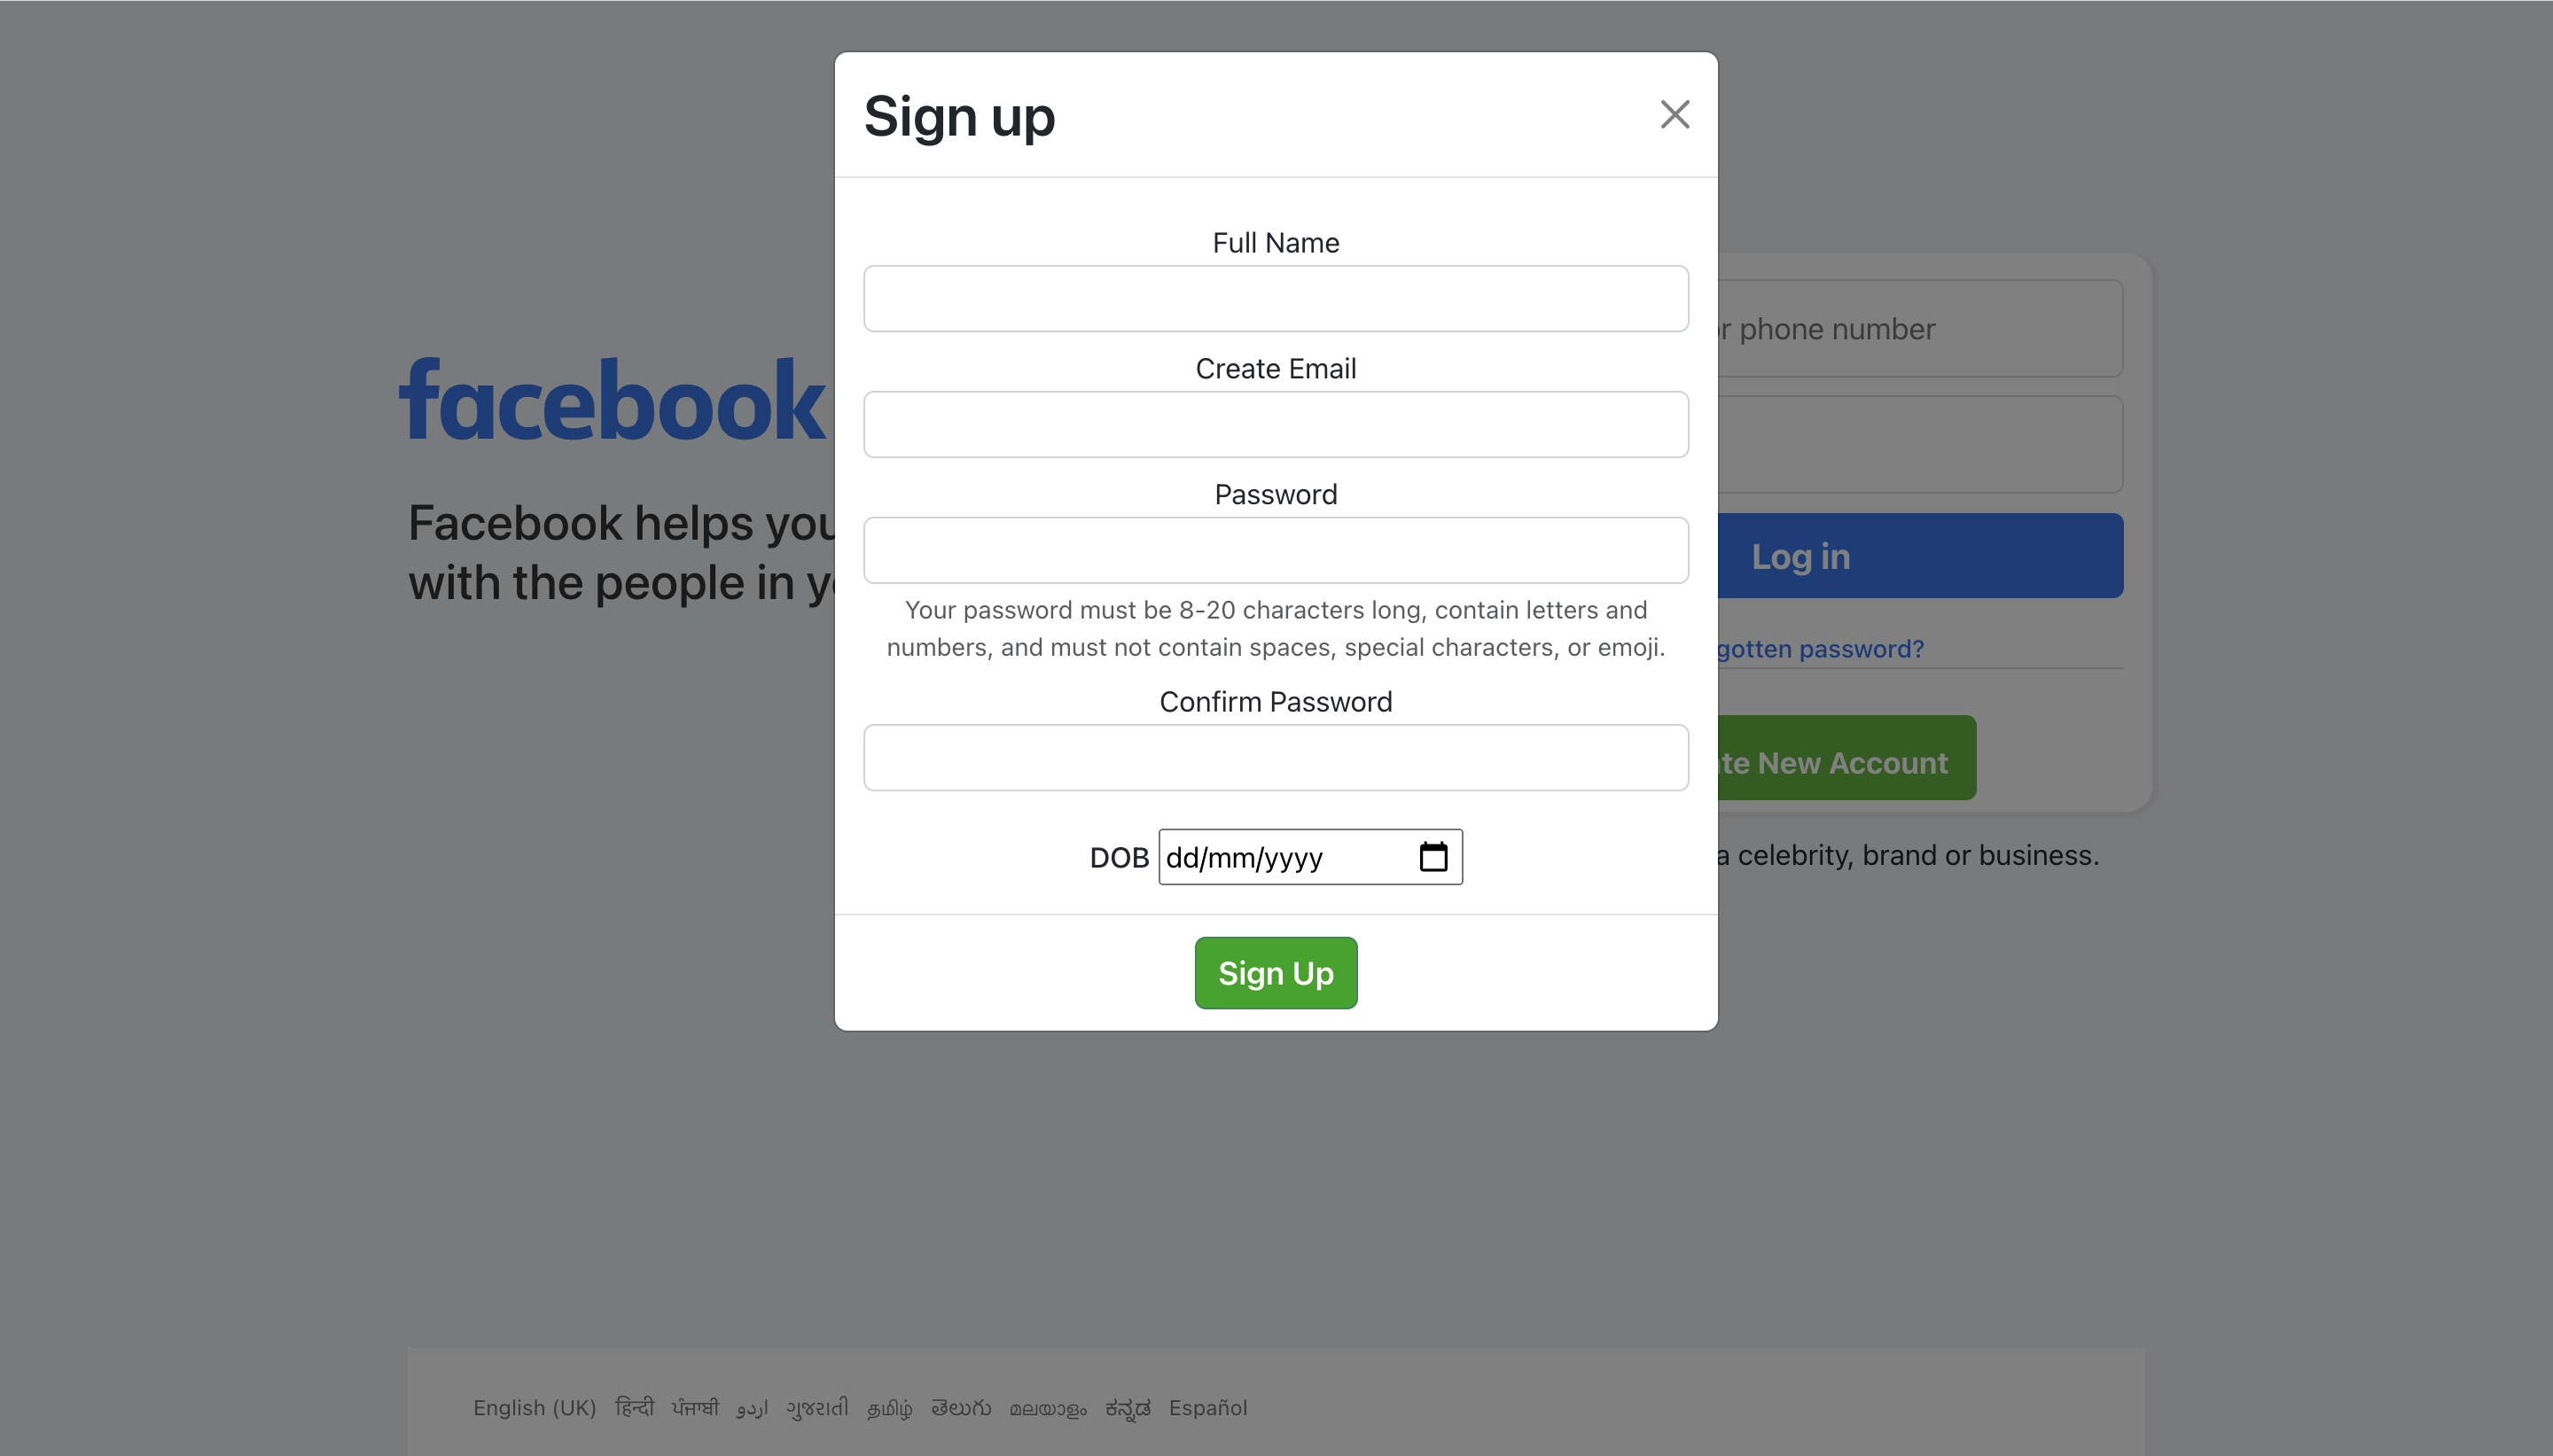 Sign up
Full Name
Create Email
Password
Your password must be 8-20 characters long, contain letters and
numbers, and must not contain spaces, special characters, or emoji.
Confirm Password
DOB dd/mm/yyyy
Sign Up
facebook
Facebook helps you
with the people in
phone number
Log in
password?
New Account
a celebrity, brand or business.
English (UK) हिन्दी ਪੰਜਾਬੀ اردو ગુજરાતી தமிழ் తెలుగు മലയാളം ಕನ್ನಡ Español